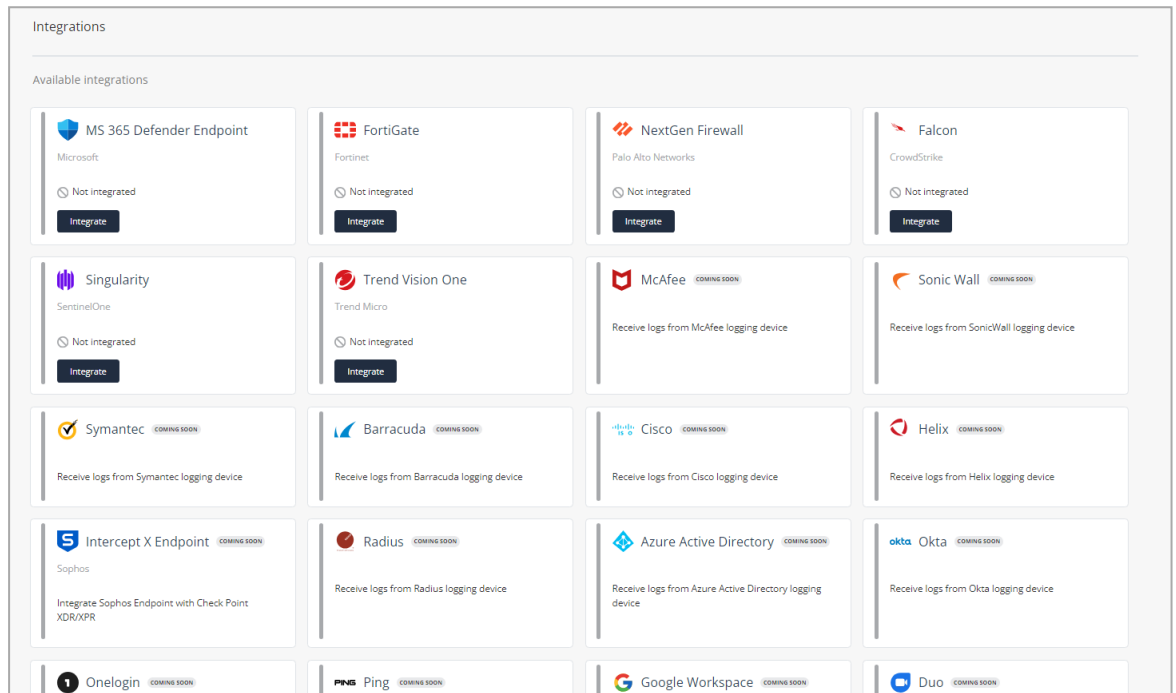 Integrations
Available integrations
MS 365 Defender Endpoint
Microsoft
Not integrated
Integrate
FortiGate
Fortinet
Not integrated
Integrate
NextGen Firewall
Palo Alto Networks
Not integrated
Integrate
Falcon
CrowdStrike
Not integrated
Integrate
Singularity
SentinelOne
Not integrated
Integrate
Trend Vision One
Trend Micro
Not integrated
Integrate
McAfee COMING SOON
Receive logs from McAfee logging device
Sonic Wall COMING SOON
Receive logs from SonicWall logging device
Symantec COMING SOON
Receive logs from Symantec logging device
Barracuda COMING SOON
Receive logs from Barracuda logging device
Cisco COMING SOON
Receive logs from Cisco logging device
Helix COMING SOON
Receive logs from Helix logging device
S Intercept X Endpoint COMING SOON
Sophos
Integrate Sophos Endpoint with Check Point
XDR/XPR
Radius COMING SOON
Receive logs from Radius logging device
Azure Active Directory COMING SOON
Receive logs from Azure Active Directory logging
device
okta Okta COMING SOON
Receive logs from Okta logging device
1 Onelogin COMING SOON
PING Ping COMING SOON
G Google Workspace COMING SOON
Duo COMING SOON